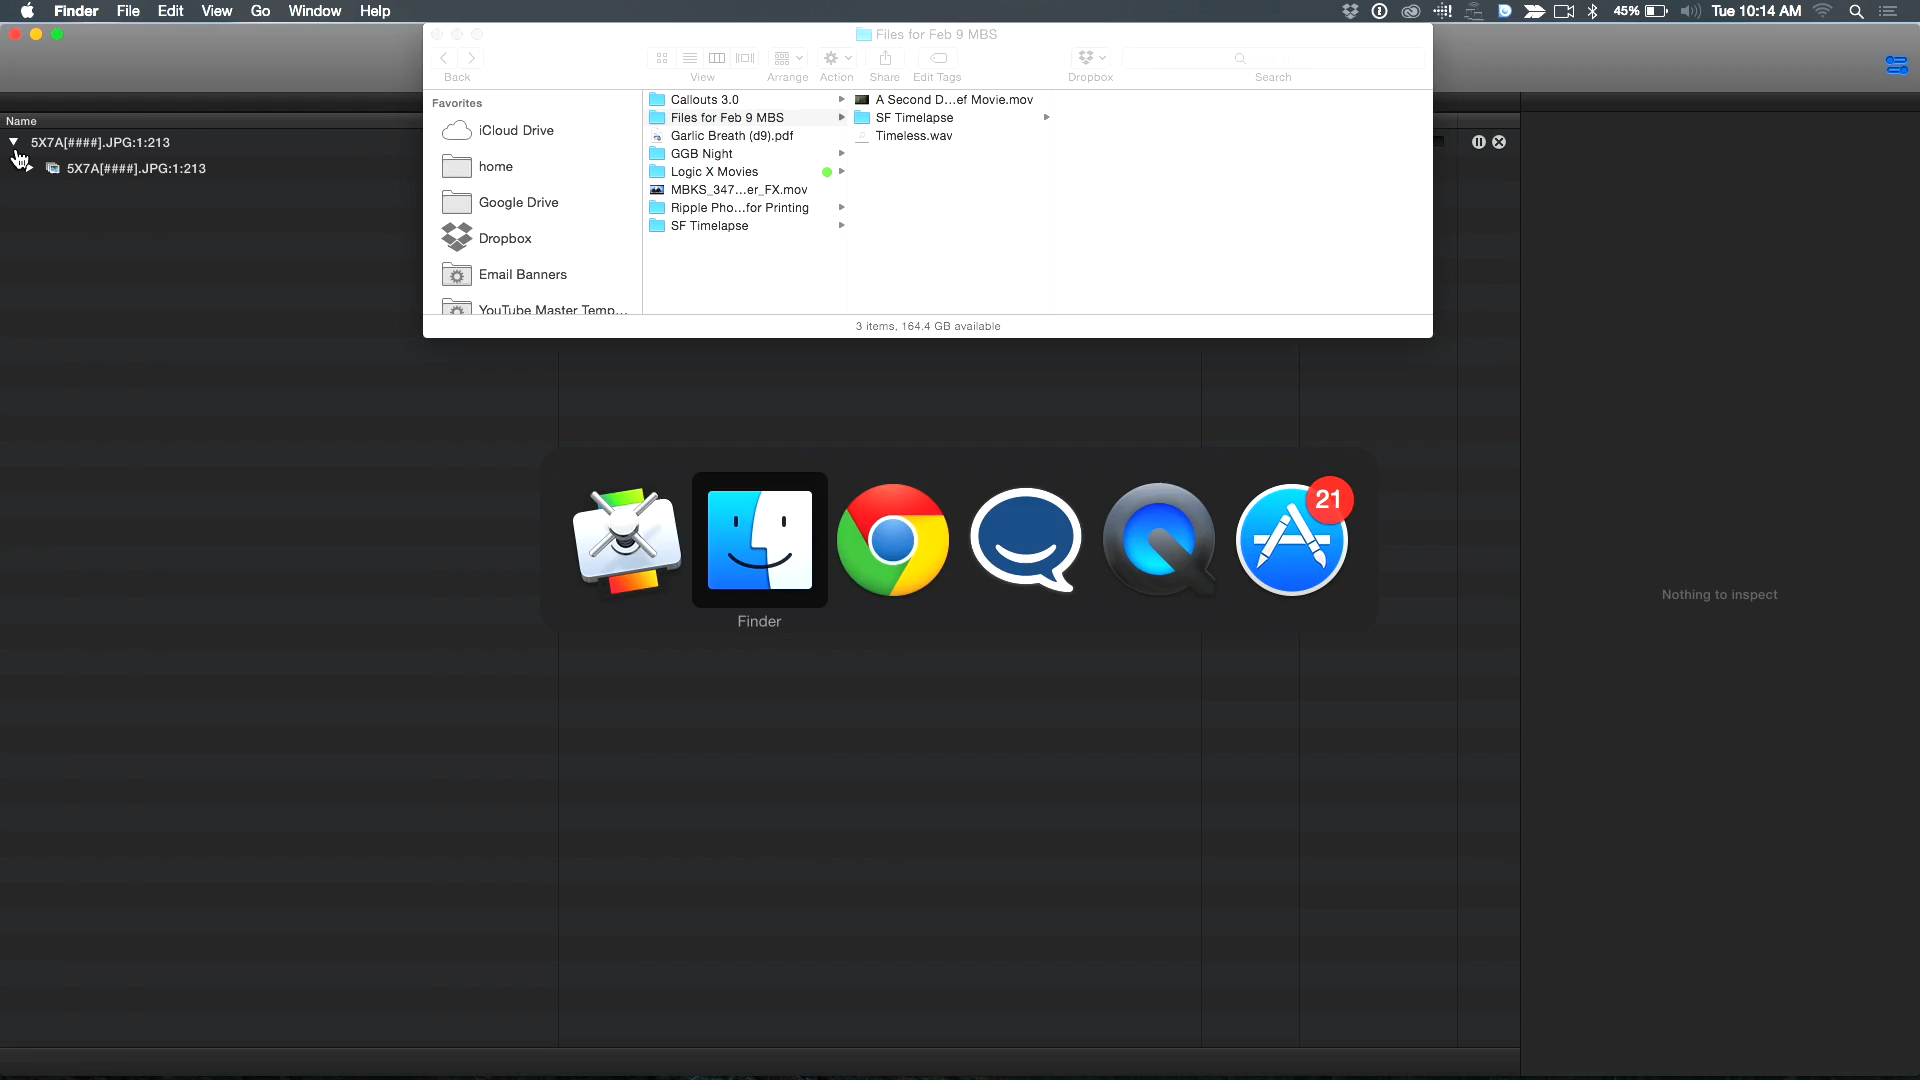 Finder File Edit View Go Window Help
45% Tue 10:14 AM
Files for Feb 9 MBS
Back View Arrange Action Share Edit Tags Dropbox Search
Name
5X7A[####].JPG:1:213
5X7A[####].JPG:1:213
Favorites
iCloud Drive
home
Google Drive
Dropbox
Email Banners
YouTube Master Temp...
Callouts 3.0
Files for Feb 9 MBS
Garlic Breath (d9).pdf
GGB Night
Logic X Movies
MBKS_347...er_FX.mov
Ripple Pho...for Printing
SF Timelapse
A Second D...ef Movie.mov
SF Timelapse
Timeless.wav
3 items, 164.4 GB available
21
Finder
Nothing to inspect